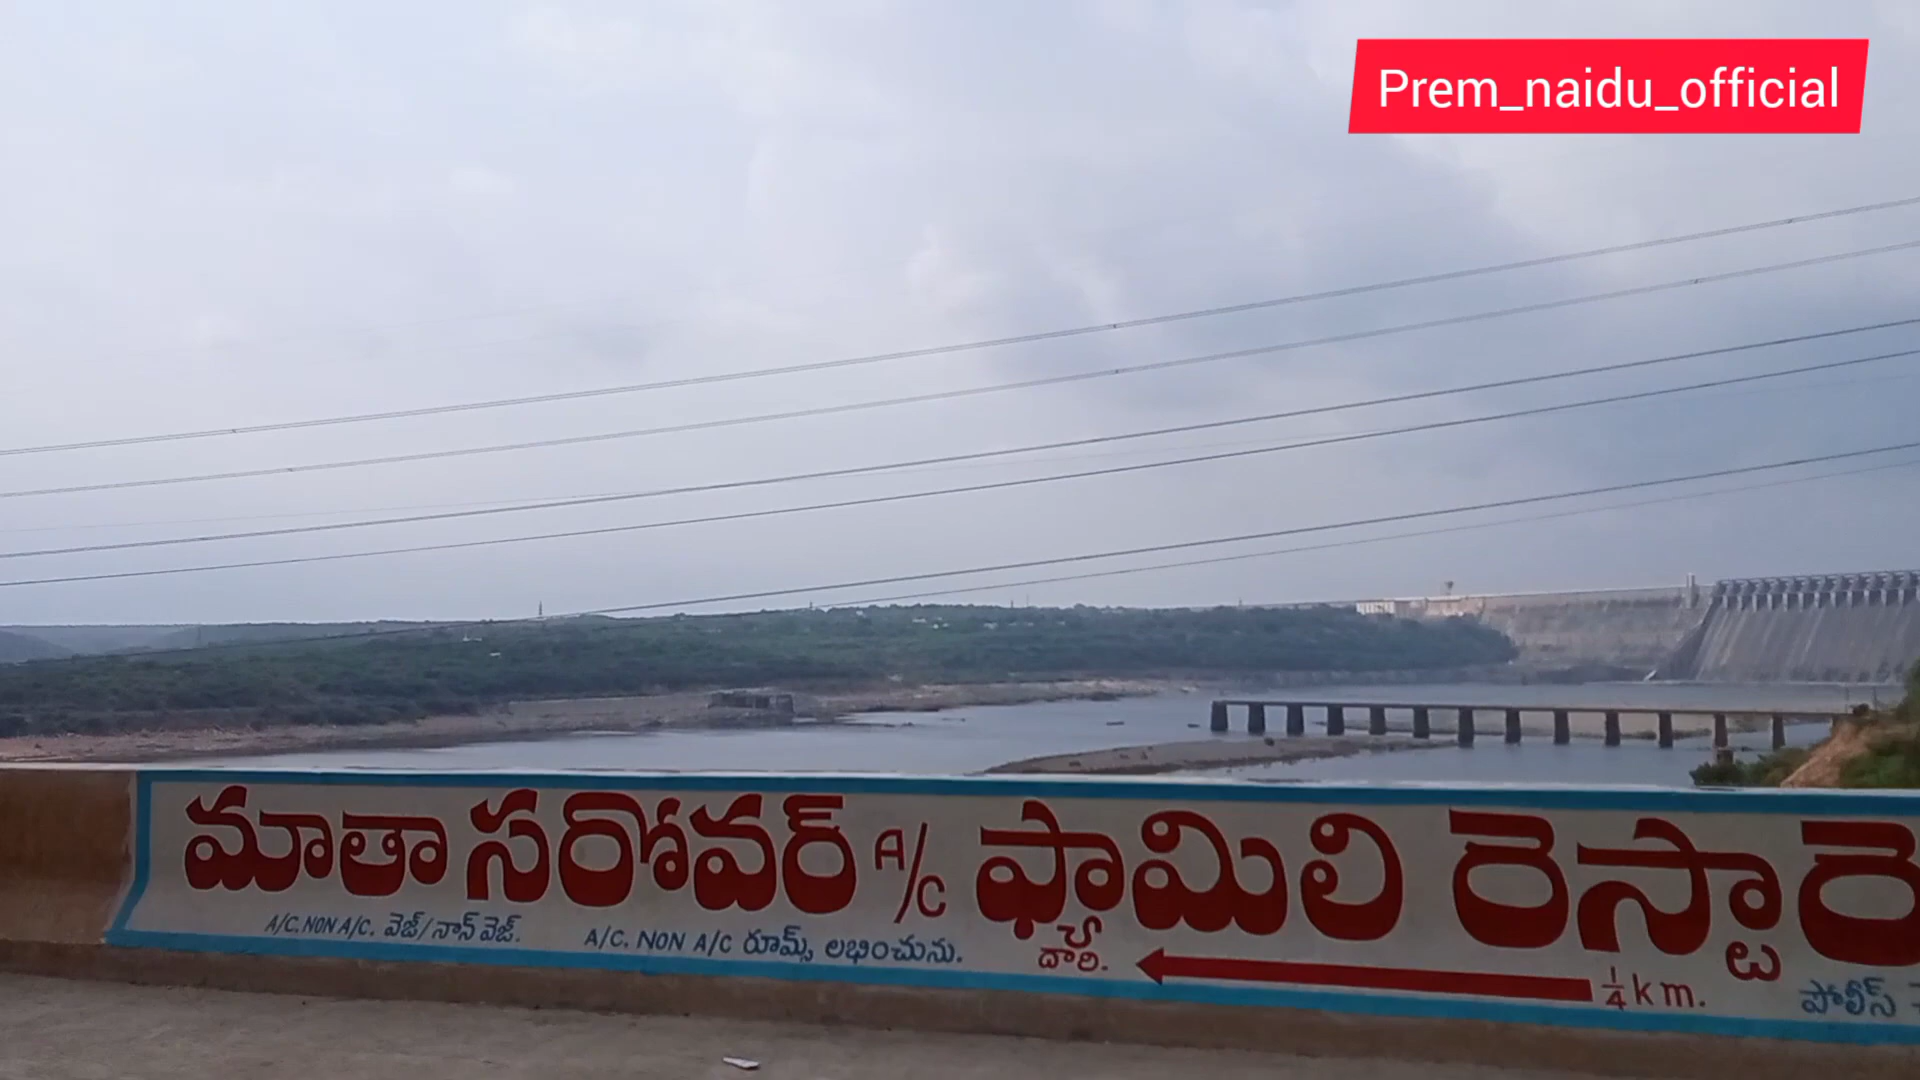 Prem_naidu_official
మాతా సరోవర్ A/C ఫ్యామిలి రెస్టారె
A/C. NON A/C. వెజ్/నాన్ వెజ్.
A/C. NON A/C రూమ్స్ లభించును.
దారి.
1/4 km.
పోలీస్